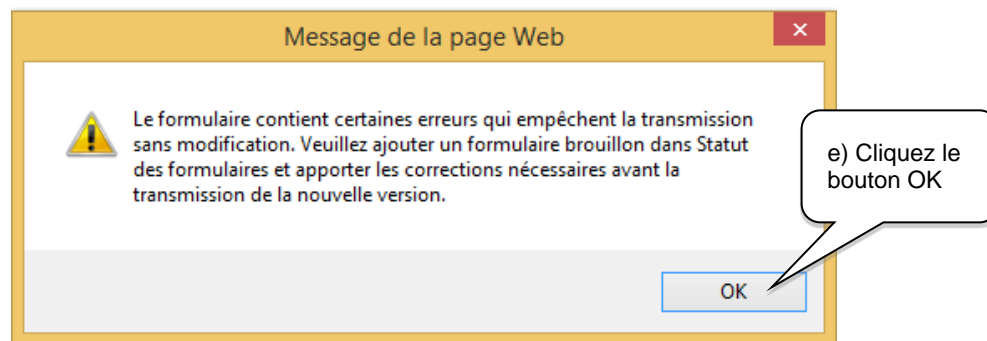 Message de la page Web
Le formulaire contient certaines erreurs qui empêchent la transmission
sans modification. Veuillez ajouter un formulaire brouillon dans Statut
des formulaires et apporter les corrections nécessaires avant la
transmission de la nouvelle version.
e) Cliquez le
bouton OK
OK